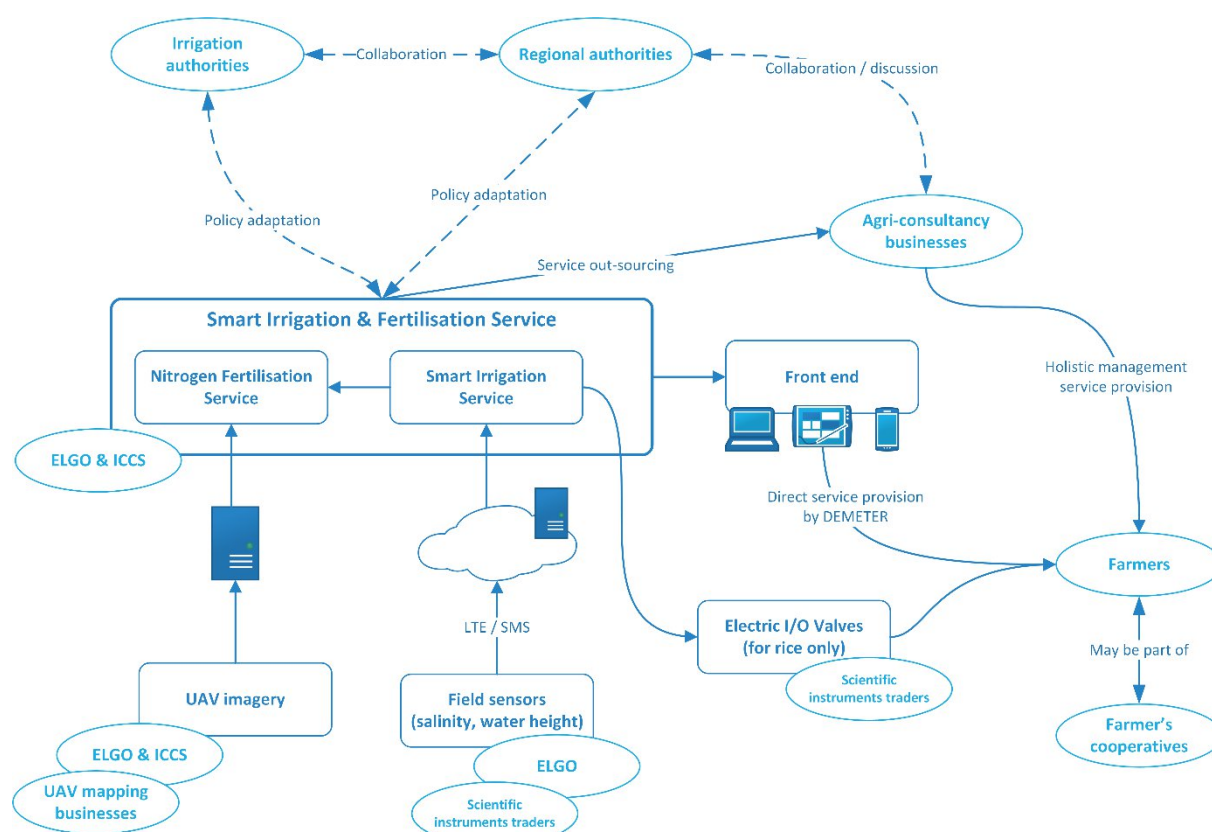 Irrigation
authorities
Collaboration
Regional authorities
Collaboration / discussion
Policy adaptation
Policy adaptation
Agri-consultancy
businesses
Service out-sourcing
Smart Irrigation & Fertilisation Service
Nitrogen Fertilisation
Service
Smart Irrigation
Service
Front end
Holistic management
service provision
ELGO & ICCS
Direct service provision
by DEMETER
Farmers
LTE / SMS
Electric I/O Valves
(for rice only)
Scientific
instruments traders
May be part of
UAV imagery
Field sensors
(salinity, water height)
Farmer’s
cooperatives
ELGO & ICCS
ELGO
UAV mapping
businesses
Scientific
instruments traders